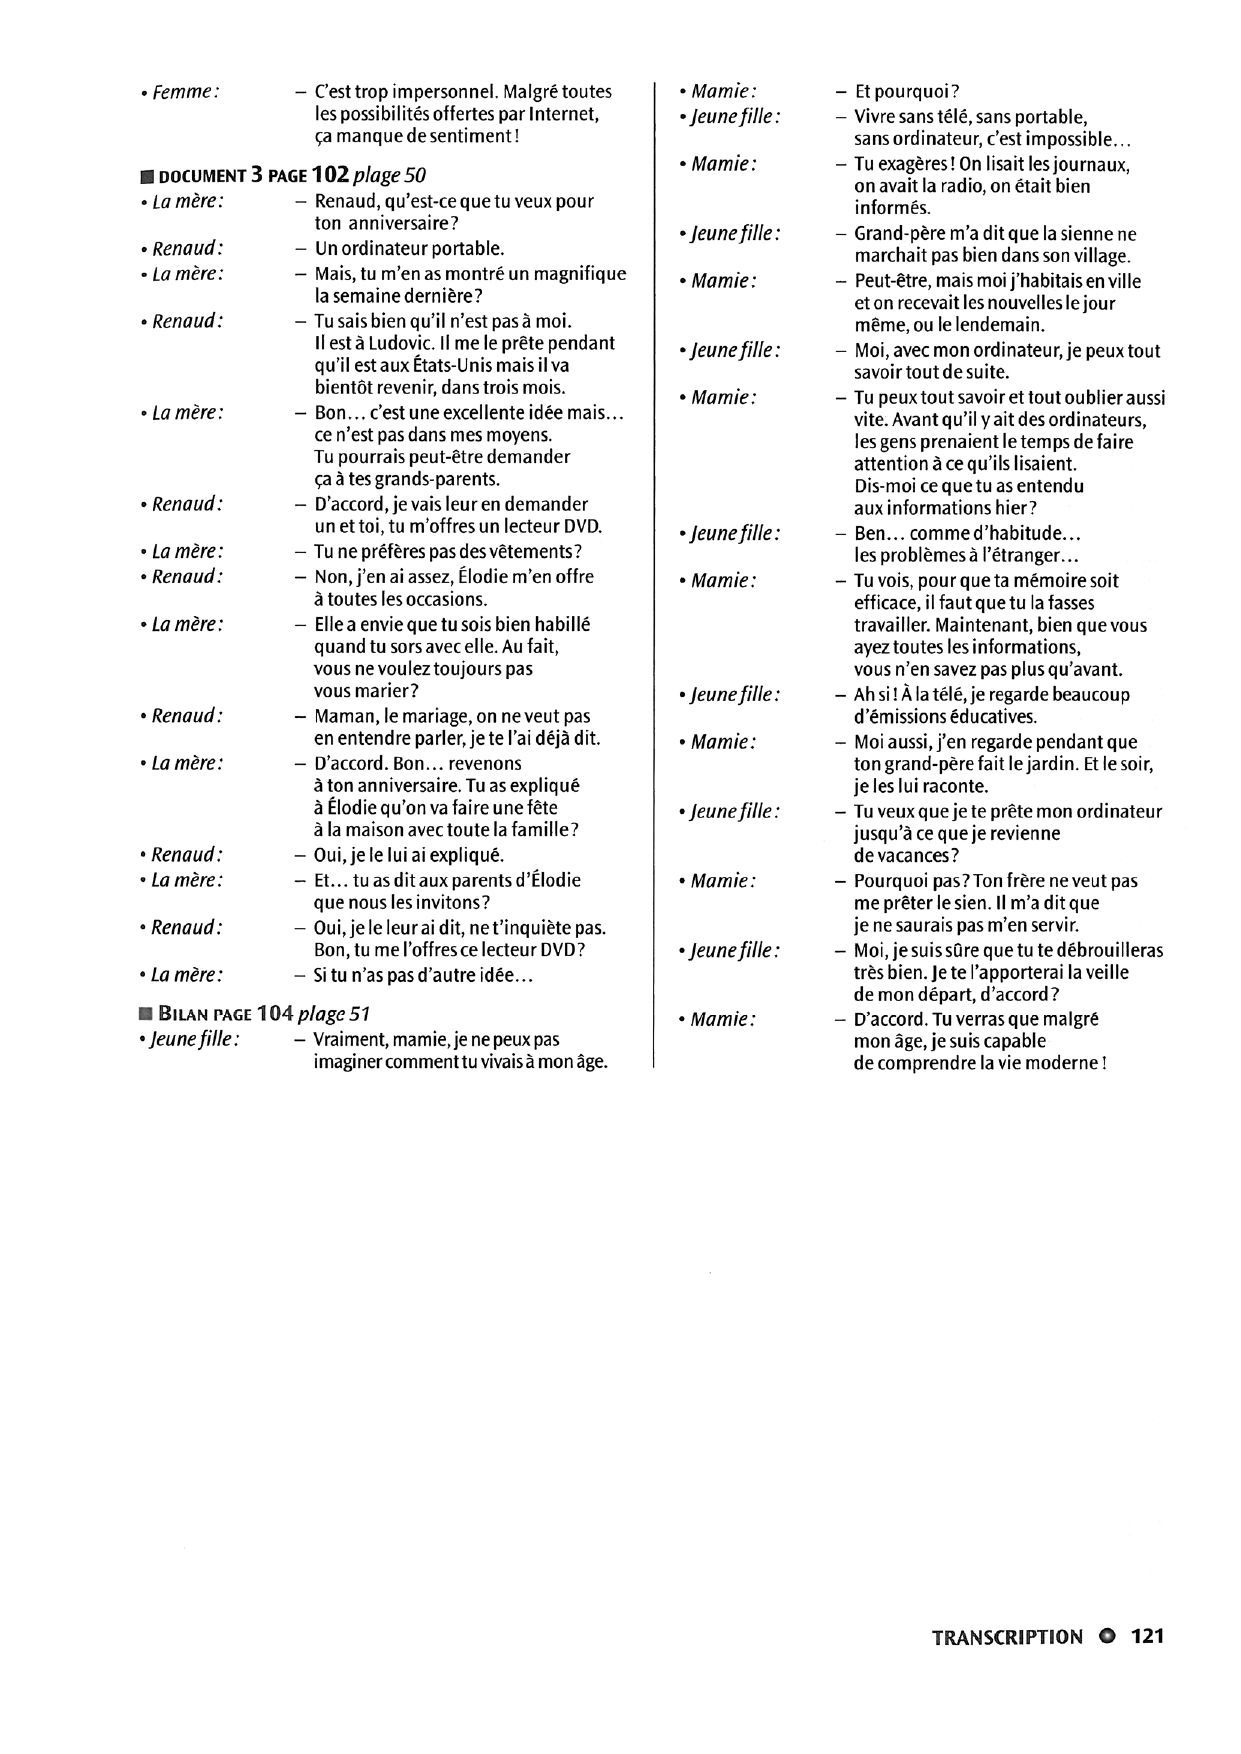 • Femme : – C'est trop impersonnel. Malgré toutes
les possibilités offertes par Internet,
ça manque de sentiment !
■ DOCUMENT 3 PAGE 102 plage 50
• La mère : – Renaud, qu'est-ce que tu veux pour
ton anniversaire ?
• Renaud : – Un ordinateur portable.
• La mère : – Mais, tu m'en as montré un magnifique
la semaine dernière ?
• Renaud : – Tu sais bien qu'il n'est pas à moi.
Il est à Ludovic. Il me le prête pendant
qu'il est aux États-Unis mais il va
bientôt revenir, dans trois mois.
• La mère : – Bon... c'est une excellente idée mais...
ce n'est pas dans mes moyens.
Tu pourrais peut-être demander
ça à tes grands-parents.
• Renaud : – D'accord, je vais leur en demander
un et toi, tu m'offres un lecteur DVD.
• La mère : – Tu ne préfères pas des vêtements ?
• Renaud : – Non, j'en ai assez, Élodie m'en offre
à toutes les occasions.
• La mère : – Elle a envie que tu sois bien habillé
quand tu sors avec elle. Au fait,
vous ne voulez toujours pas
vous marier ?
• Renaud : – Maman, le mariage, on ne veut pas
en entendre parler, je te l'ai déjà dit.
• La mère : – D'accord. Bon... revenons
à ton anniversaire. Tu as expliqué
à Élodie qu'on va faire une fête
à la maison avec toute la famille ?
• Renaud : – Oui, je le lui ai expliqué.
• La mère : – Et... tu as dit aux parents d'Élodie
que nous les invitons ?
• Renaud : – Oui, je le leur ai dit, ne t'inquiète pas.
Bon, tu me l'offres ce lecteur DVD ?
• La mère : – Si tu n'as pas d'autre idée...
■ BILAN PAGE 104 plage 51
• Jeune fille : – Vraiment, mamie, je ne peux pas
imaginer comment tu vivais à mon âge.
• Mamie : – Et pourquoi ?
• Jeune fille : – Vivre sans télé, sans portable,
sans ordinateur, c'est impossible...
• Mamie : – Tu exagères ! On lisait les journaux,
on avait la radio, on était bien
informés.
• Jeune fille : – Grand-père m'a dit que la sienne ne
marchait pas bien dans son village.
• Mamie : – Peut-être, mais moi j'habitais en ville
et on recevait les nouvelles le jour
même, ou le lendemain.
• Jeune fille : – Moi, avec mon ordinateur, je peux tout
savoir tout de suite.
• Mamie : – Tu peux tout savoir et tout oublier aussi
vite. Avant qu'il y ait des ordinateurs,
les gens prenaient le temps de faire
attention à ce qu'ils lisaient.
Dis-moi ce que tu as entendu
aux informations hier ?
• Jeune fille : – Ben... comme d'habitude...
les problèmes à l'étranger...
• Mamie : – Tu vois, pour que ta mémoire soit
efficace, il faut que tu la fasses
travailler. Maintenant, bien que vous
ayez toutes les informations,
vous n'en savez pas plus qu'avant.
• Jeune fille : – Ah si ! À la télé, je regarde beaucoup
d'émissions éducatives.
• Mamie : – Moi aussi, j'en regarde pendant que
ton grand-père fait le jardin. Et le soir,
je les lui raconte.
• Jeune fille : – Tu veux que je te prête mon ordinateur
jusqu'à ce que je revienne
de vacances ?
• Mamie : – Pourquoi pas ? Ton frère ne veut pas
me prêter le sien. Il m'a dit que
je ne saurais pas m'en servir.
• Jeune fille : – Moi, je suis sûre que tu te débrouilleras
très bien. Je te l'apporterai la veille
de mon départ, d'accord ?
• Mamie : – D'accord. Tu verras que malgré
mon âge, je suis capable
de comprendre la vie moderne !
TRANSCRIPTION ● 121